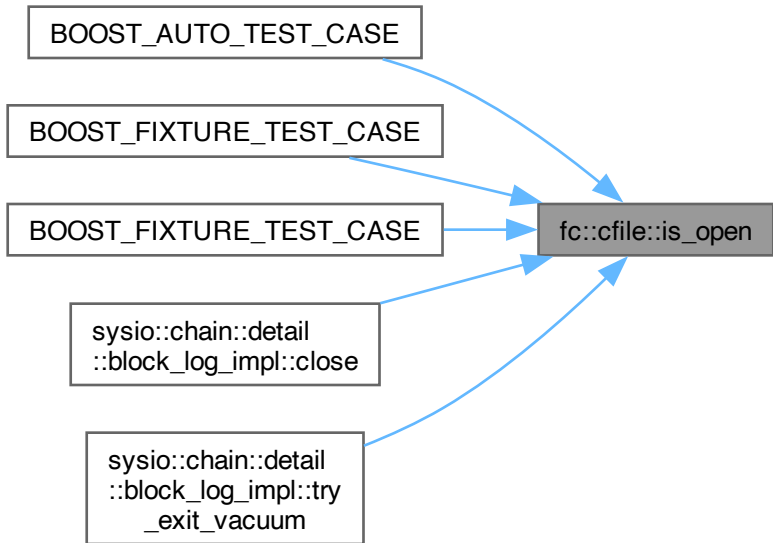 BOOST_AUTO_TEST_CASE
BOOST_FIXTURE_TEST_CASE
BOOST_FIXTURE_TEST_CASE
fc::cfile::is_open
sysio::chain::detail
::block_log_impl::close
sysio::chain::detail
::block_log_impl::try
_exit_vacuum